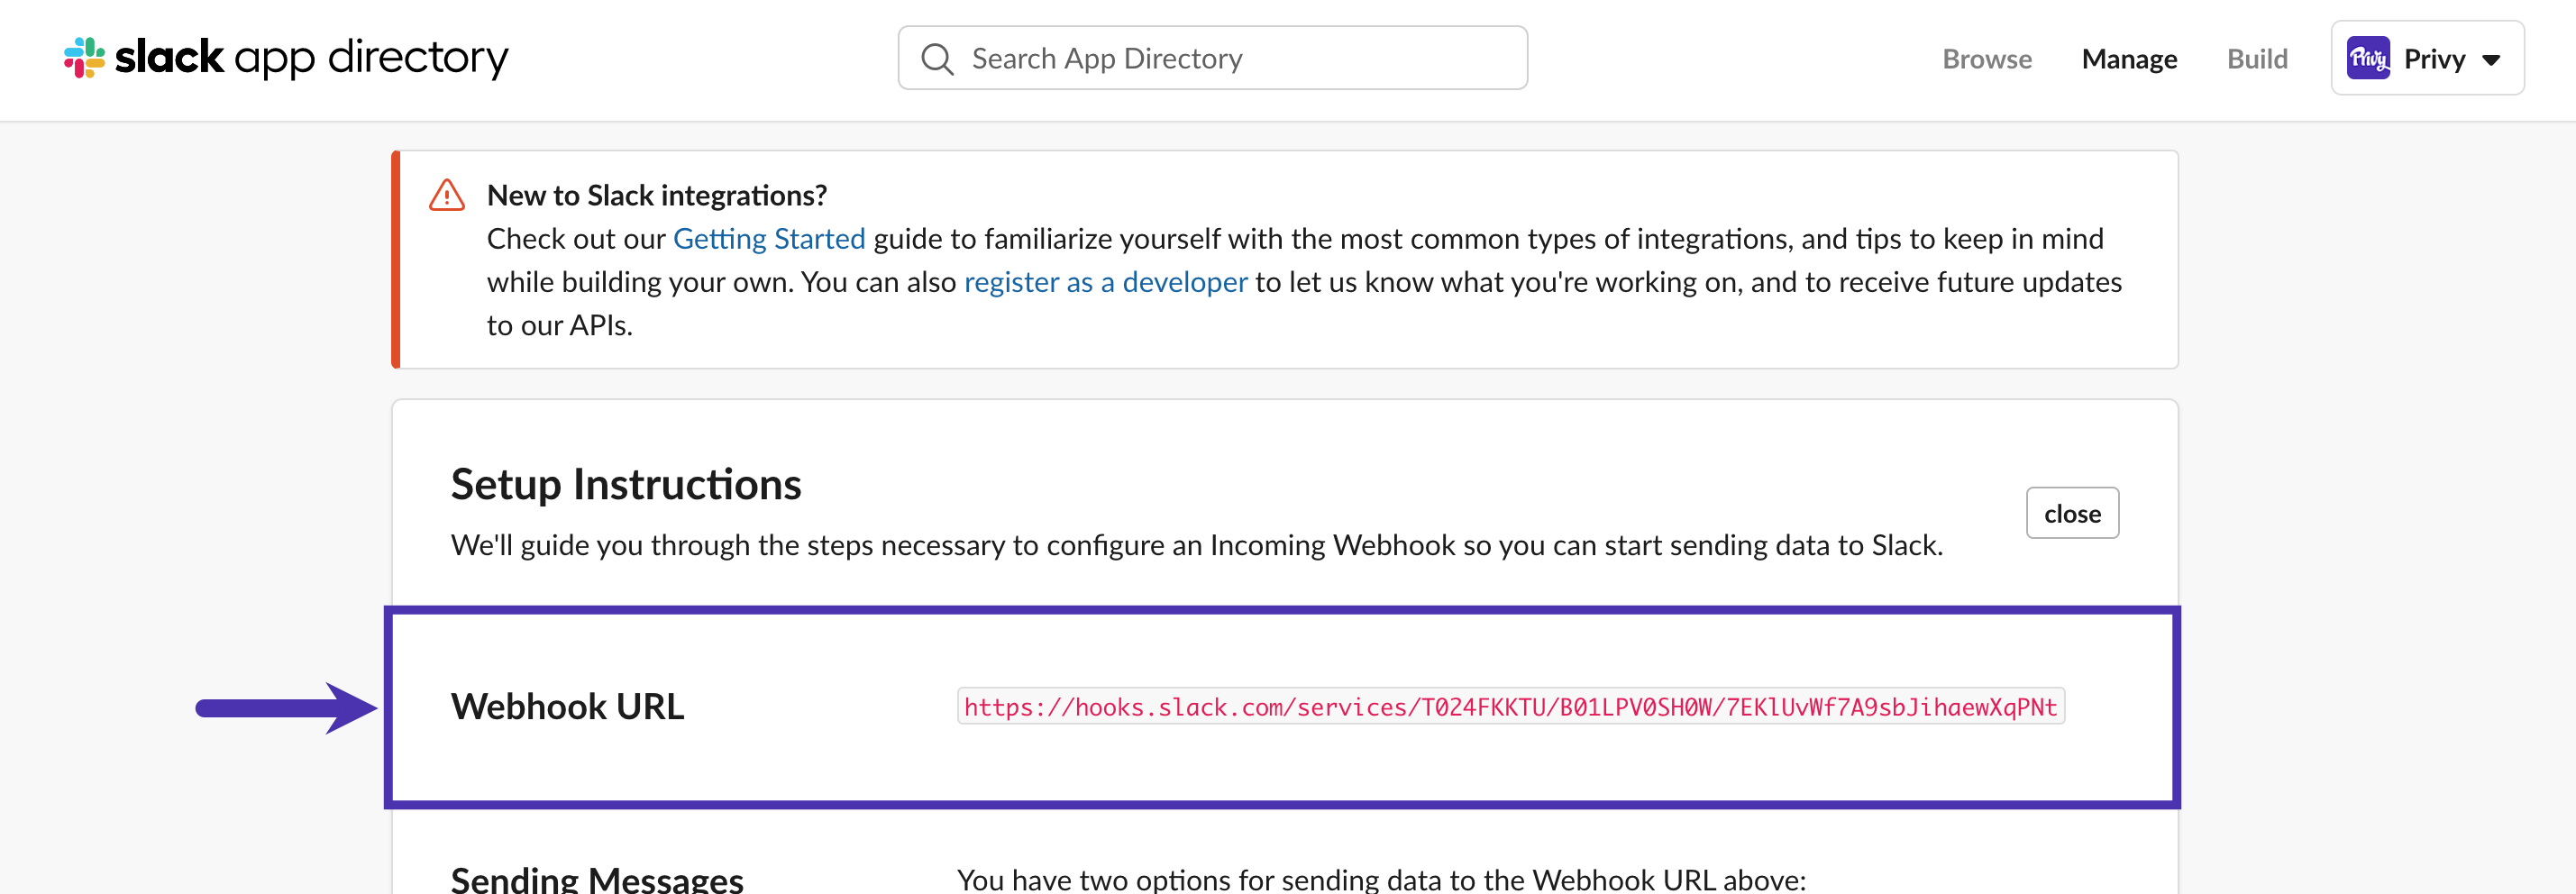 slack app directory
Search App Directory
Browse
Manage
Build
Privy
Privy
New to Slack integrations?
Check out our Getting Started guide to familiarize yourself with the most common types of integrations, and tips to keep in mind
while building your own. You can also register as a developer to let us know what you're working on, and to receive future updates
to our APIs.
Setup Instructions
We'll guide you through the steps necessary to configure an Incoming Webhook so you can start sending data to Slack.
close
Webhook URL
https://hooks.slack.com/services/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
Sending Messages
You have two options for sending data to the Webhook URL above: